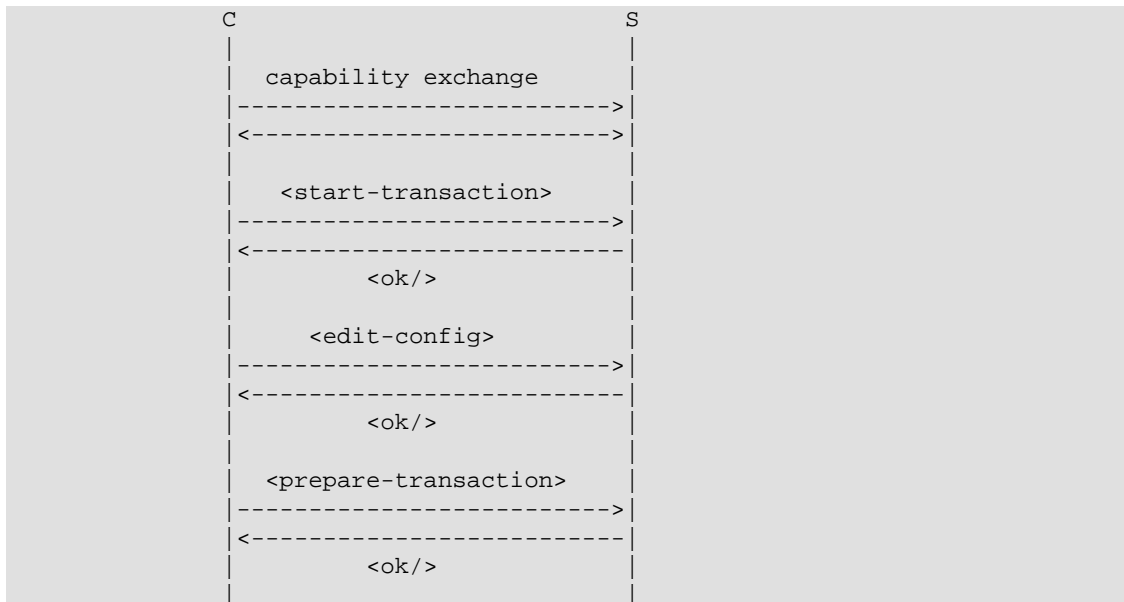 C                           S
|                           |
|  capability exchange      |
|-------------------------->|
|<------------------------->|
|                           |
|   <start-transaction>     |
|-------------------------->|
|<--------------------------|
|         <ok/>             |
|                           |
|     <edit-config>         |
|-------------------------->|
|<--------------------------|
|         <ok/>             |
|                           |
|  <prepare-transaction>    |
|-------------------------->|
|<--------------------------|
|         <ok/>             |
|                           |